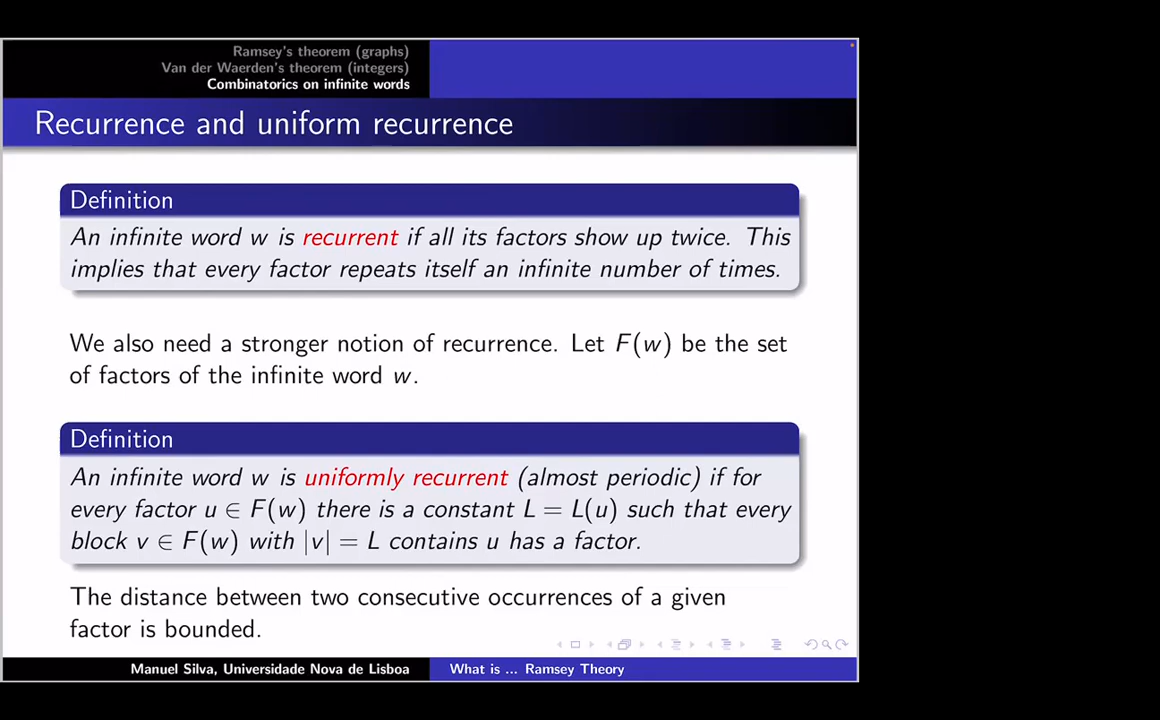 Ramsey's theorem (graphs)
Van der Waerden's theorem (integers)
Combinatorics on infinite words
Recurrence and uniform recurrence
Definition
An infinite word w is recurrent if all its factors show up twice. This
implies that every factor repeats itself an infinite number of times.
We also need a stronger notion of recurrence. Let F(w) be the set
of factors of the infinite word w.
Definition
An infinite word w is uniformly recurrent (almost periodic) if for
every factor u ∈ F(w) there is a constant L = L(u) such that every
block v ∈ F(w) with |v| = L contains u has a factor.
The distance between two consecutive occurrences of a given
factor is bounded.
Manuel Silva, Universidade Nova de Lisboa
What is ... Ramsey Theory